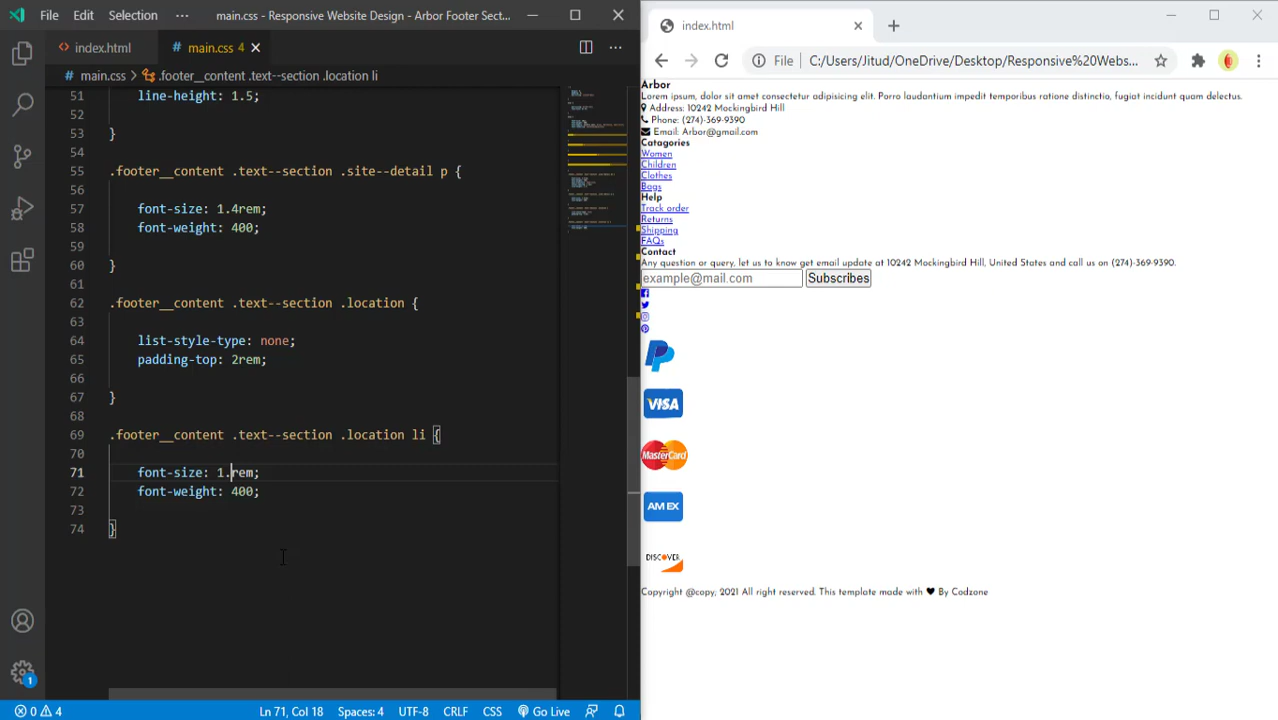 File Edit Selection ··· main.css - Responsive Website Design - Arbor Footer Sect...
index.html main.css 4
main.css > .footer__content .text--section .location li
51 line-height: 1.5;
52
53 }
54
55 .footer__content .text--section .site--detail p {
56
57 font-size: 1.4rem;
58 font-weight: 400;
59
60 }
61
62 .footer__content .text--section .location {
63
64 list-style-type: none;
65 padding-top: 2rem;
66
67 }
68
69 .footer__content .text--section .location li {
70
71 font-size: 1.rem;
72 font-weight: 400;
73
74 }
1
0 4 Ln 71, Col 18 Spaces: 4 UTF-8 CRLF CSS Go Live
index.html
File C:/Users/Jitud/OneDrive/Desktop/Responsive%20Webs...
Arbor
Lorem ipsum, dolor sit amet consectetur adipisicing elit. Porro laudantium impedit temporibus ratione distinctio, fugiat incidunt quam delectus.
Address: 10242 Mockingbird Hill
Phone: (274)-369-9390
Email: Arbor@gmail.com
Catagories
Women
Children
Clothes
Bags
Help
Track order
Returns
Shipping
FAQs
Contact
Any question or query, let us to know get email update at 10242 Mockingbird Hill, United States and call us on (274)-369-9390.
example@mail.com Subscribes
VISA
MasterCard
AMEX
DISCOVER
Copyright @copy; 2021 All right reserved. This template made with ♥ By Codzone